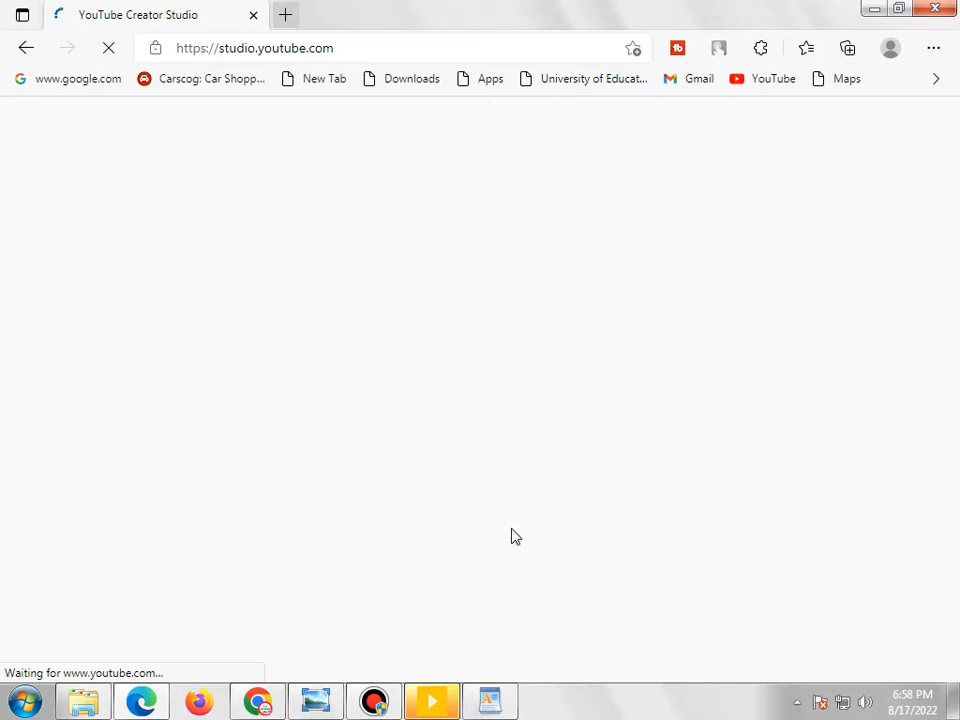 YouTube Creator Studio
https://studio.youtube.com
www.google.com Carscog: Car Shopp... New Tab Downloads Apps University of Educat... Gmail YouTube Maps
Waiting for www.youtube.com...
6:58 PM
8/17/2022